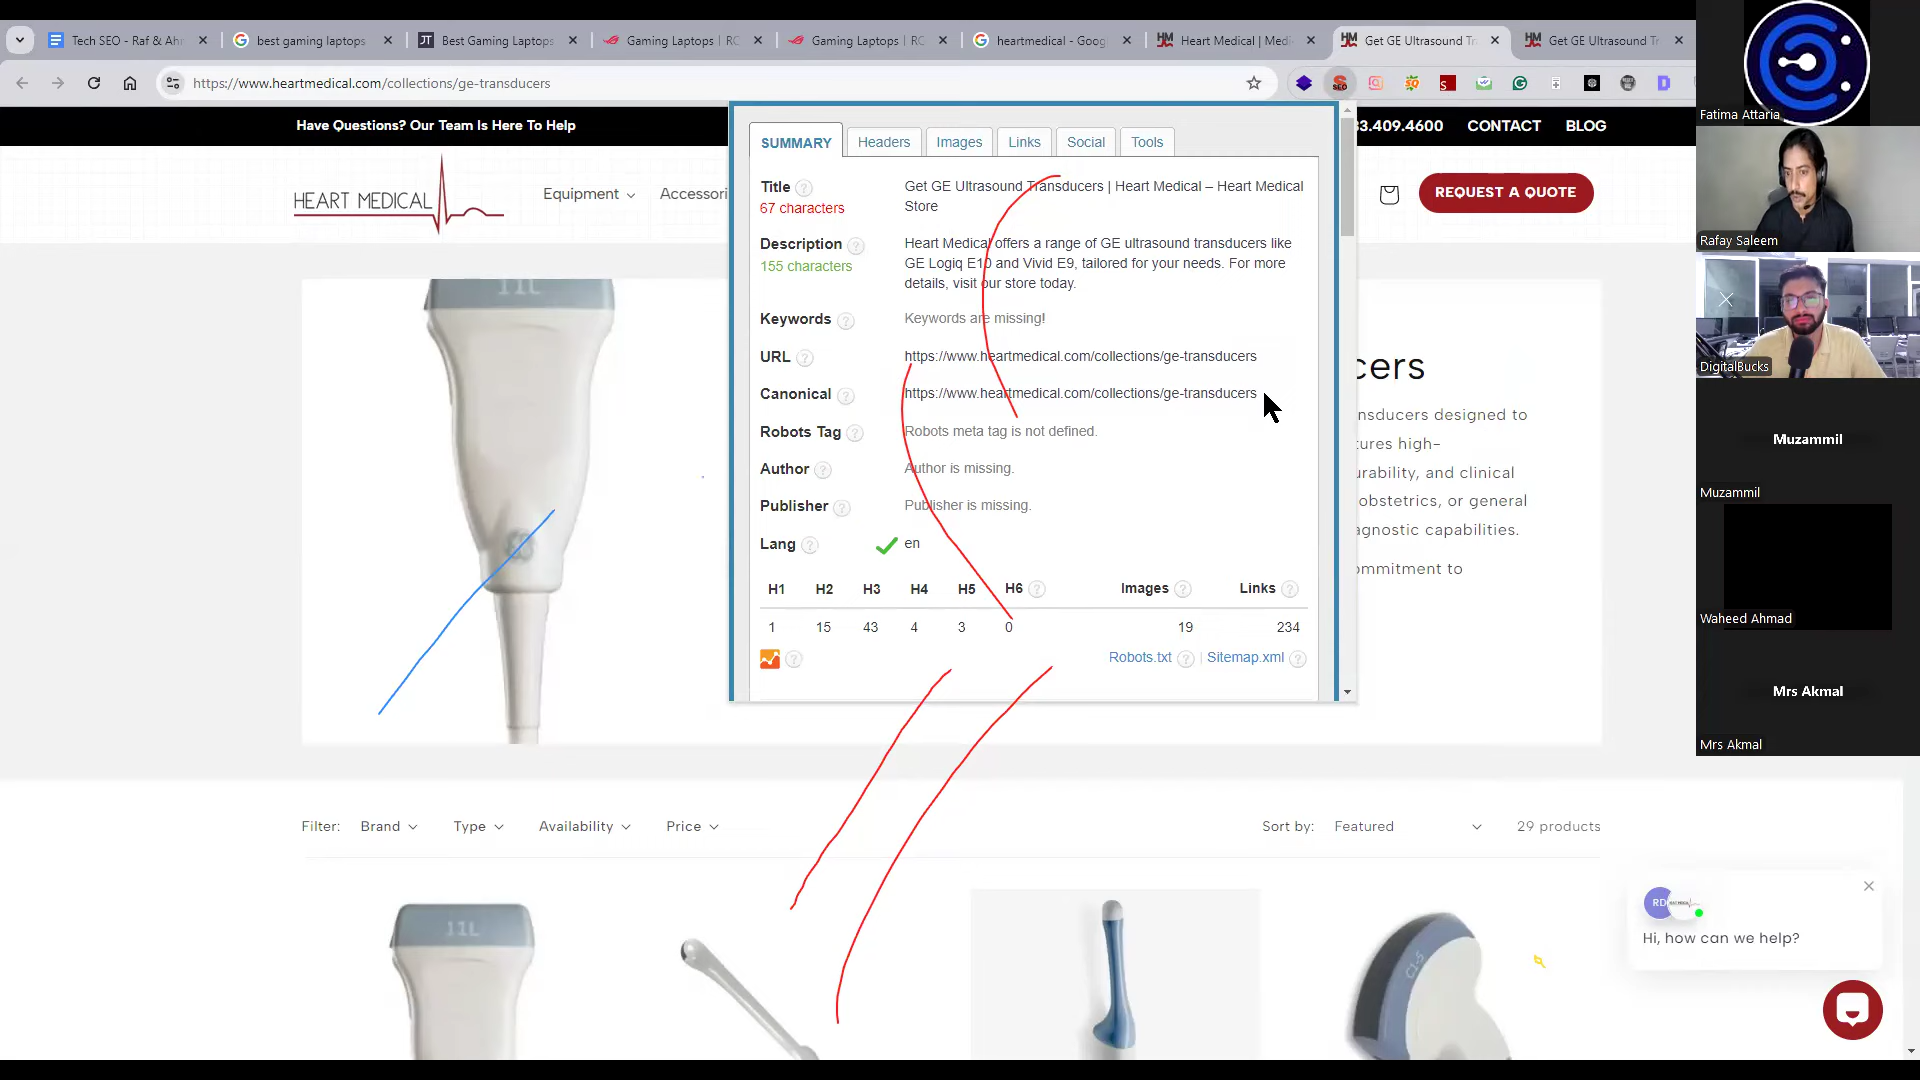 Tech SEO - Raf & Ahr
best gaming laptops
Best Gaming Laptops
Gaming Laptops | RO
Gaming Laptops | RO
heartmedical - Goog
Heart Medical | Medi
Get GE Ultrasound Tr
Get GE Ultrasound Tr
https://www.heartmedical.com/collections/ge-transducers
Have Questions? Our Team Is Here To Help
33.409.4600
CONTACT
BLOG
HEART MEDICAL
Equipment
Accessori
REQUEST A QUOTE
SUMMARY
Headers
Images
Links
Social
Tools
Title
67 characters
Get GE Ultrasound Transducers | Heart Medical – Heart Medical
Store
Description
155 characters
Heart Medical offers a range of GE ultrasound transducers like
GE Logiq E10 and Vivid E9, tailored for your needs. For more
details, visit our store today.
Keywords
Keywords are missing!
URL
https://www.heartmedical.com/collections/ge-transducers
Canonical
https://www.heartmedical.com/collections/ge-transducers
Robots Tag
Robots meta tag is not defined.
Author
Author is missing.
Publisher
Publisher is missing.
Lang
en
H1 H2 H3 H4 H5 H6 Images Links
1 15 43 4 3 0 19 234
Robots.txt | Sitemap.xml
cers
nsducers designed to
tures high-
urability, and clinical
obstetrics, or general
agnostic capabilities.
ommitment to
Filter:
Brand
Type
Availability
Price
Sort by:
Featured
29 products
11L
C1-5
RD
Hi, how can we help?
Fatima Attaria
Rafay Saleem
DigitalBucks
Muzammil
Muzammil
Waheed Ahmad
Mrs Akmal
Mrs Akmal